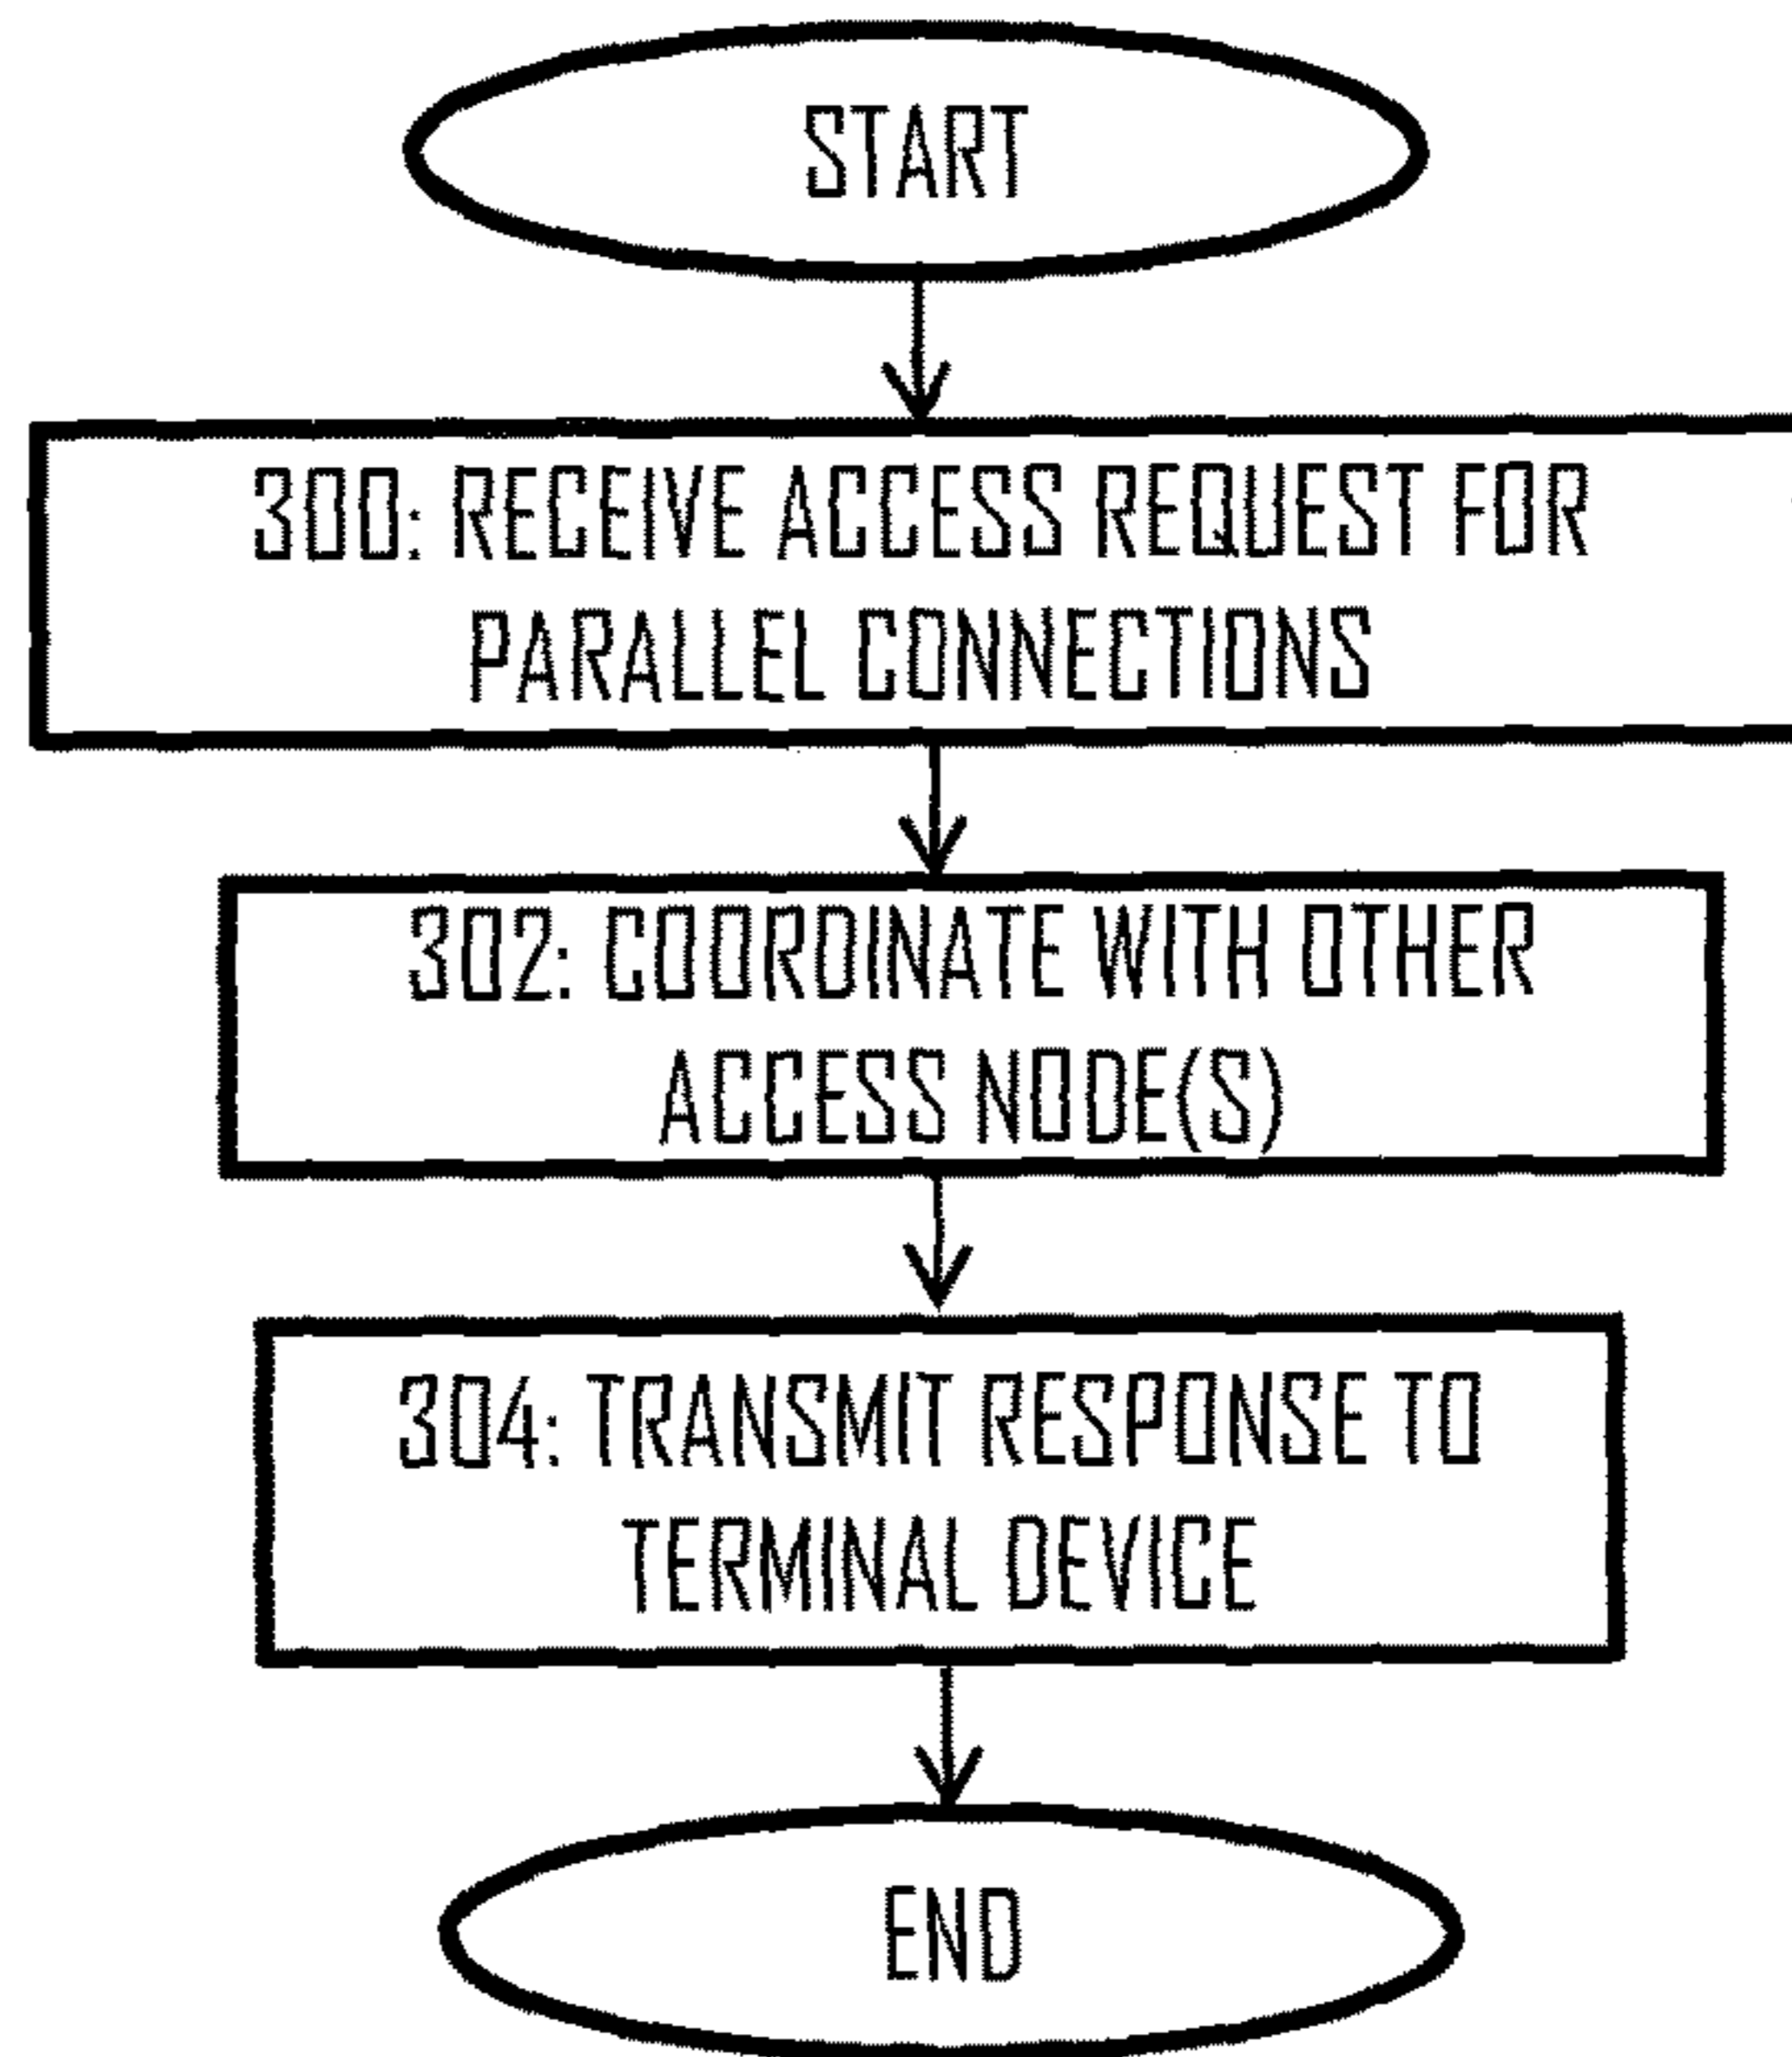 START
300: RECEIVE ACCESS REQUEST FOR
PARALLEL CONNECTIONS
302: COORDINATE WITH OTHER
ACCESS NODE(S)
304: TRANSMIT RESPONSE TO
TERMINAL DEVICE
END